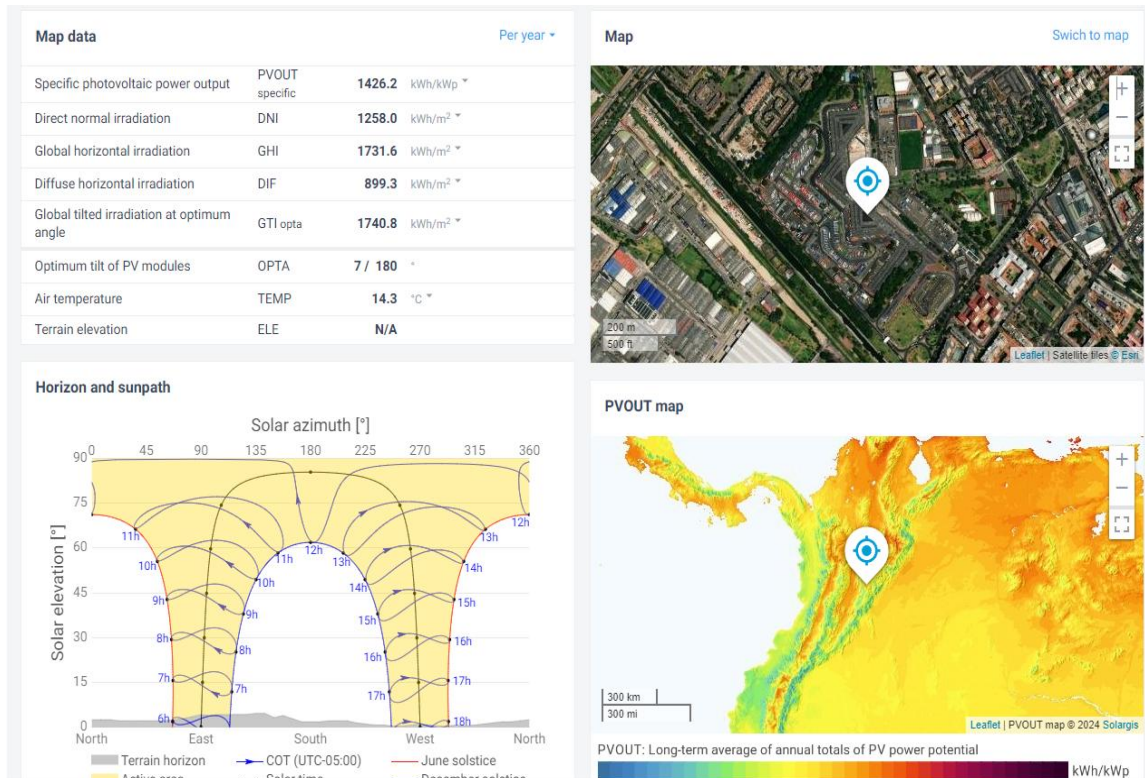 Map data
Per year
Specific photovoltaic power output PVOUT specific 1426.2 kWh/kWp
Direct normal irradiation DNI 1258.0 kWh/m²
Global horizontal irradiation GHI 1731.6 kWh/m²
Diffuse horizontal irradiation DIF 899.3 kWh/m²
Global tilted irradiation at optimum
angle GTI opta 1740.8 kWh/m²
Optimum tilt of PV modules OPTA 7 / 180 °
Air temperature TEMP 14.3 °C
Terrain elevation ELE N/A
Map
Swich to map
+
−
200 m
500 ft
Leaflet | Satellite tiles © Esri
Horizon and sunpath
Solar azimuth [°]
0 45 90 135 180 225 270 315 360
Solar elevation [°]
90
75
60
45
30
15
0
11h
10h
9h
8h
7h
6h
12h
11h
10h
9h
8h
7h
13h
14h
15h
16h
17h
12h
13h
14h
15h
16h
17h
18h
North East South West North
Terrain horizon COT (UTC-05:00) June solstice
Active area Solar time December solstice
PVOUT map
+
−
300 km
300 mi
Leaflet | PVOUT map © 2024 Solargis
PVOUT: Long-term average of annual totals of PV power potential
kWh/kWp